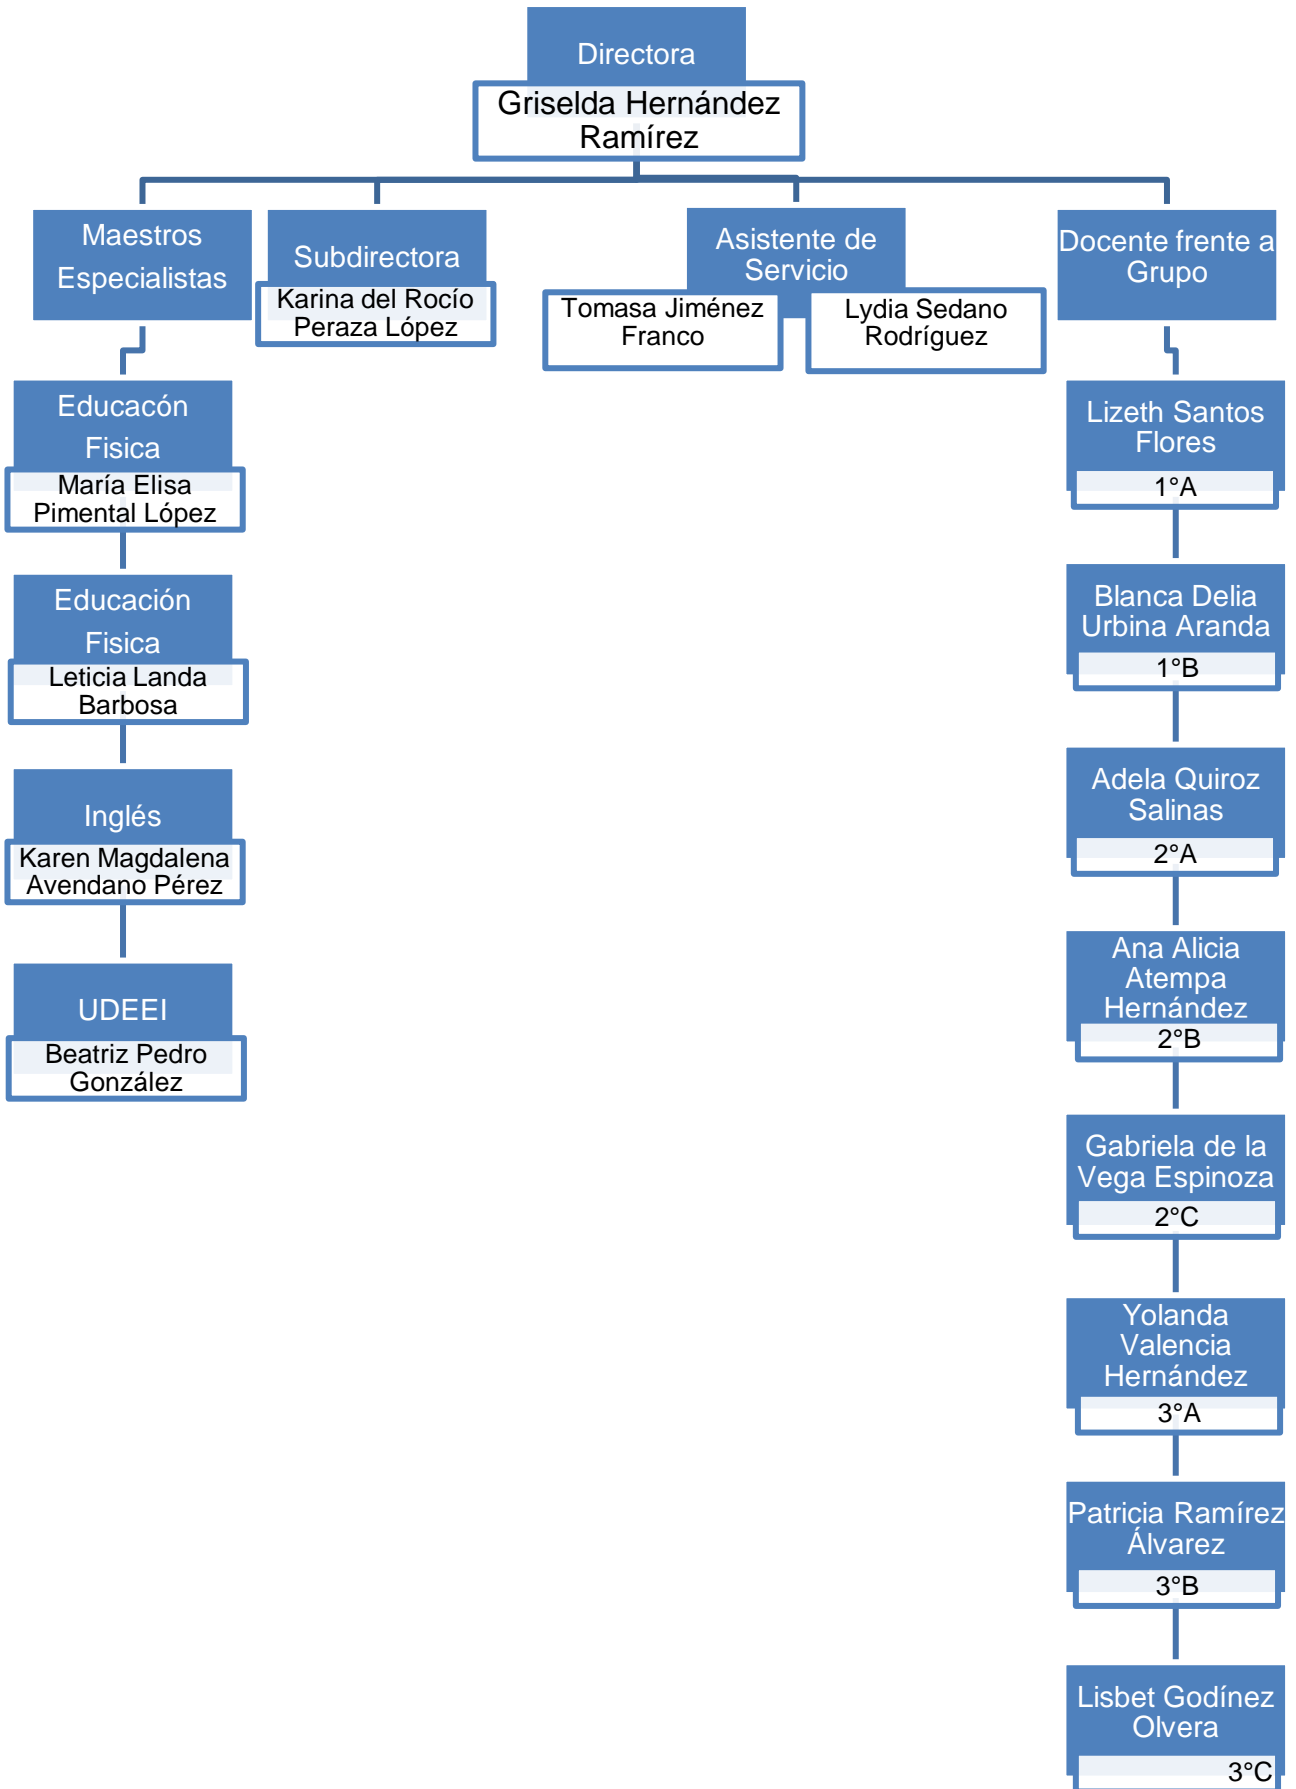 Directora
Griselda Hernández
Ramírez
Maestros
Especialistas
Subdirectora
Karina del Rocío
Peraza López
Asistente de
Servicio
Tomasa Jiménez
Franco
Lydia Sedano
Rodríguez
Docente frente a
Grupo
Educacón
Fisica
María Elisa
Pimental López
Educación
Fisica
Leticia Landa
Barbosa
Inglés
Karen Magdalena
Avendano Pérez
UDEEI
Beatriz Pedro
González
Lizeth Santos
Flores
1°A
Blanca Delia
Urbina Aranda
1°B
Adela Quiroz
Salinas
2°A
Ana Alicia
Atempa
Hernández
2°B
Gabriela de la
Vega Espinoza
2°C
Yolanda
Valencia
Hernández
3°A
Patricia Ramírez
Álvarez
3°B
Lisbet Godínez
Olvera
3°C